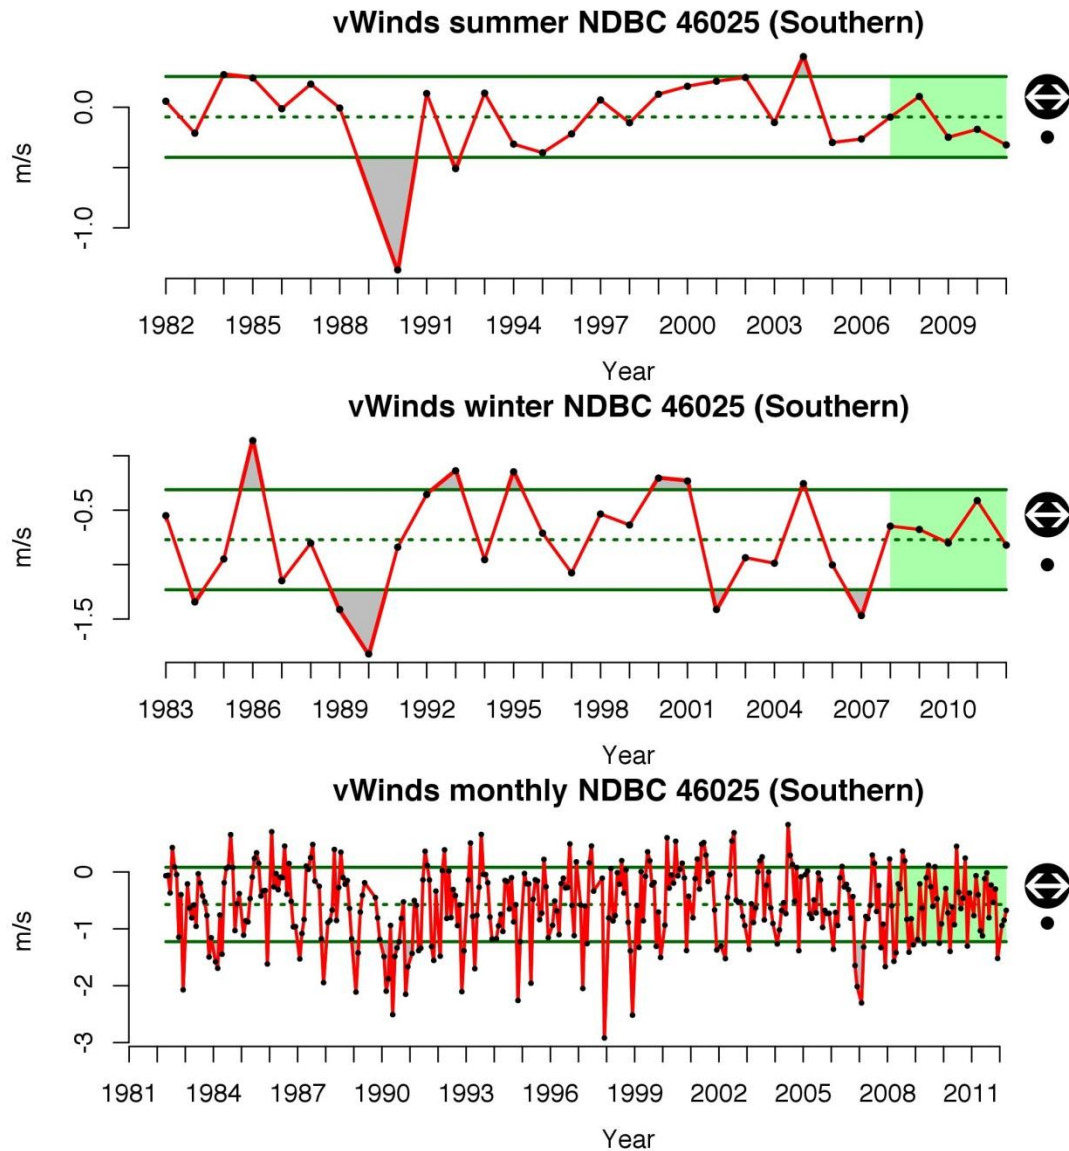 vWinds summer NDBC 46025 (Southern)
0.0
-1.0
m/s
1982 1985 1988 1991 1994 1997 2000 2003 2006 2009
Year
vWinds winter NDBC 46025 (Southern)
-0.5
-1.5
m/s
1983 1986 1989 1992 1995 1998 2001 2004 2007 2010
Year
vWinds monthly NDBC 46025 (Southern)
0
-1
-2
-3
m/s
1981 1984 1987 1990 1993 1996 1999 2002 2005 2008 2011
Year